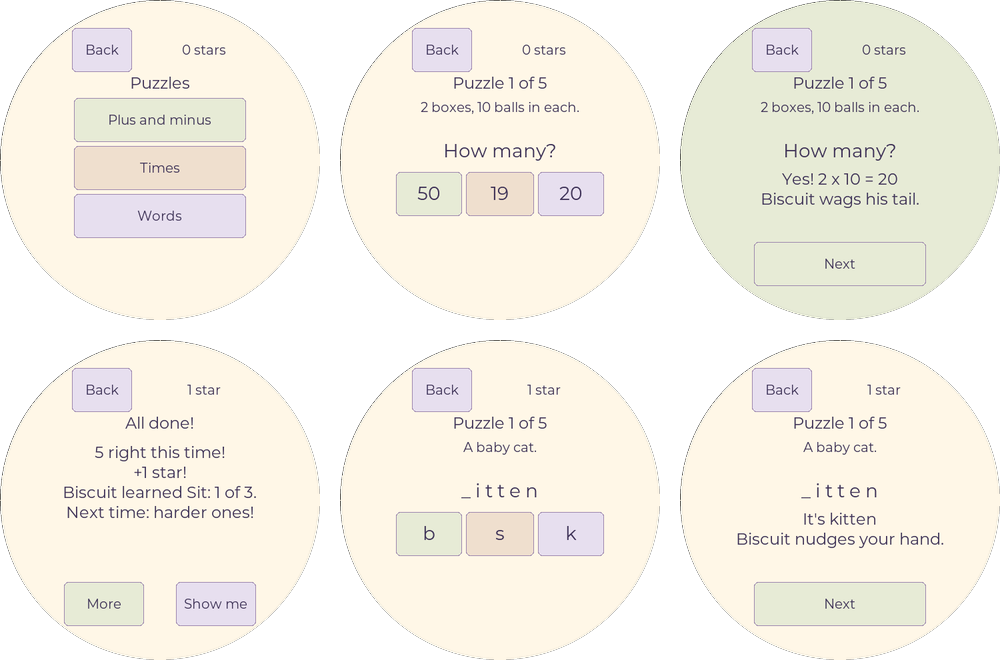 Back 0 stars
Puzzles
Plus and minus
Times
Words
Back 0 stars
Puzzle 1 of 5
2 boxes, 10 balls in each.
How many?
50 19 20
Back 0 stars
Puzzle 1 of 5
2 boxes, 10 balls in each.
How many?
Yes! 2 x 10 = 20
Biscuit wags his tail.
Next
Back 1 star
All done!
5 right this time!
+1 star!
Biscuit learned Sit: 1 of 3.
Next time: harder ones!
More Show me
Back 1 star
Puzzle 1 of 5
A baby cat.
_ i t t e n
b s k
Back 1 star
Puzzle 1 of 5
A baby cat.
_ i t t e n
It's kitten
Biscuit nudges your hand.
Next